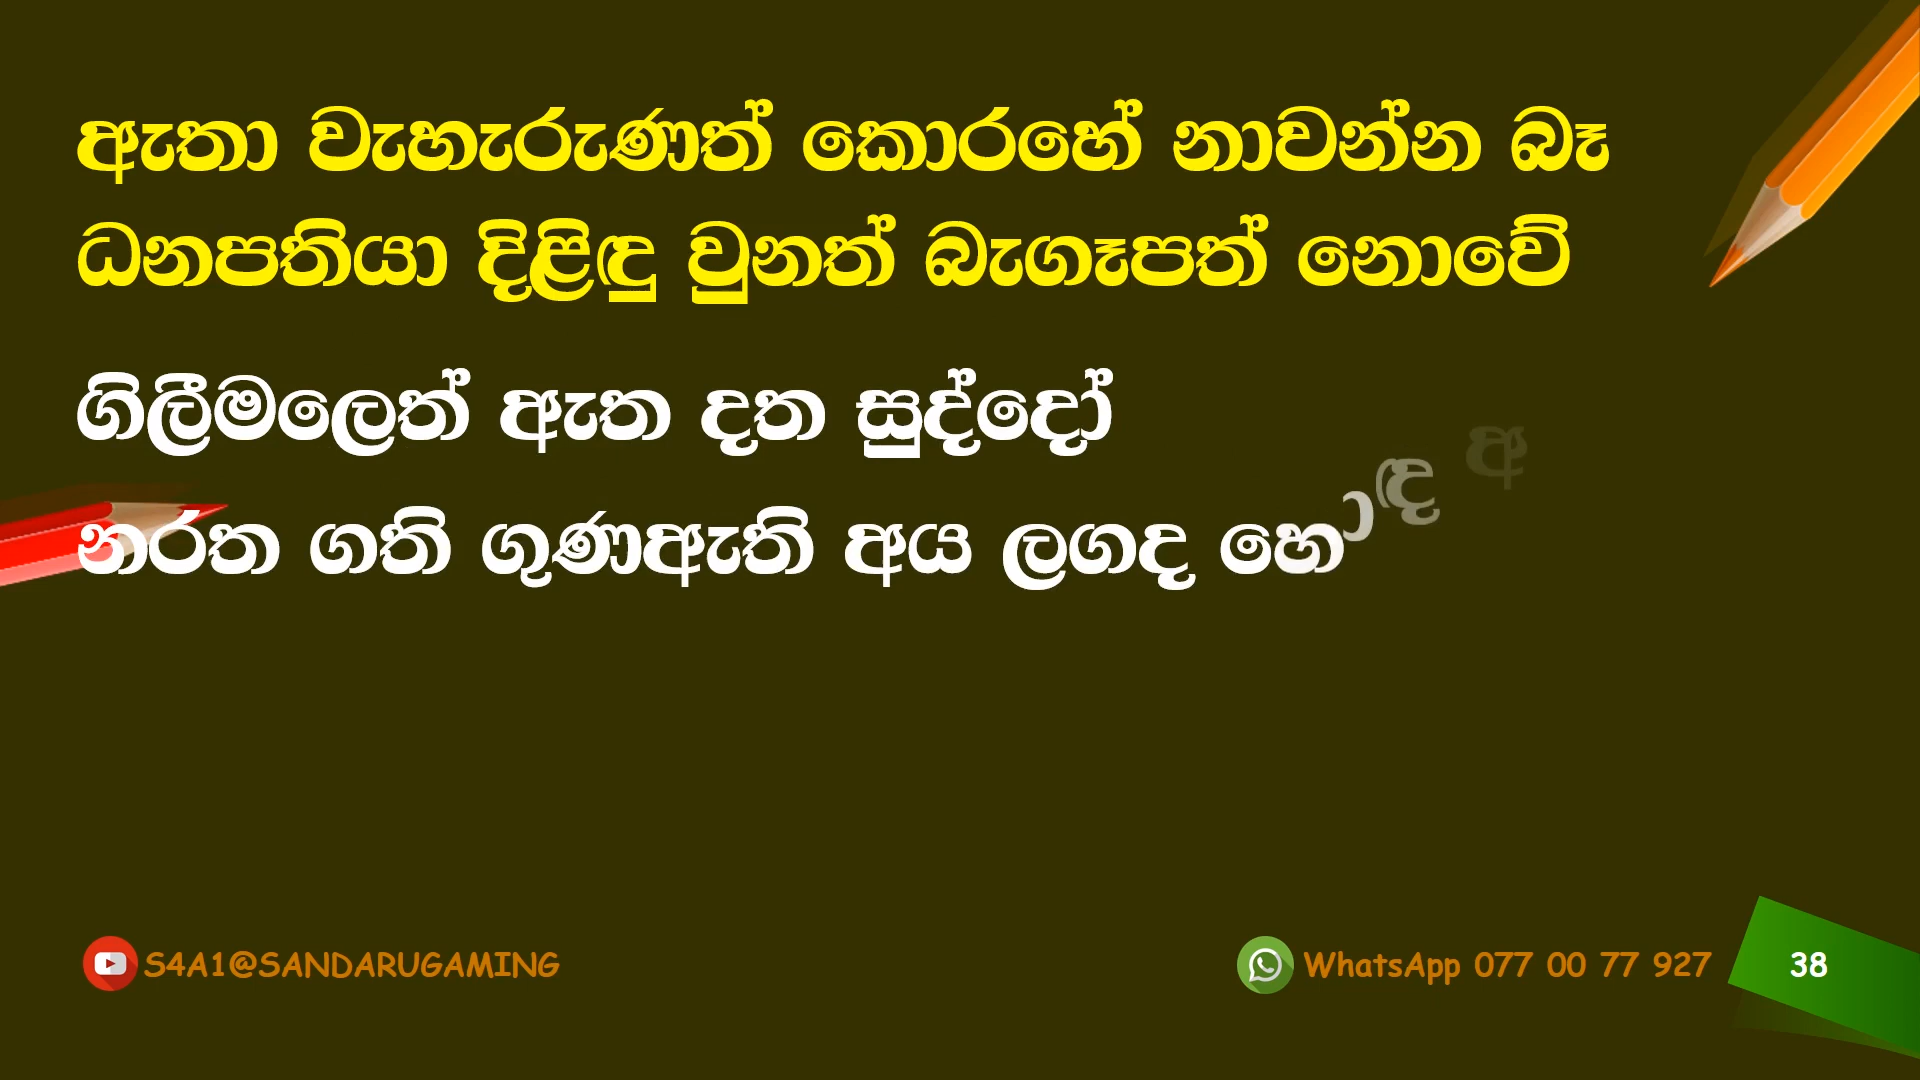 ඇතා වැහැරුණත් කොරහේ නාවන්න බෑ
ධනපතියා දිළිඳු වුනත් බැගෑපත් නොවේ
ගිලීමලෙත් ඇත දත සුද්දෝ
නරත ගති ගුණඇති අය ලගද හොඳ අ
S4A1@SANDARUGAMING
WhatsApp 077 00 77 927
38